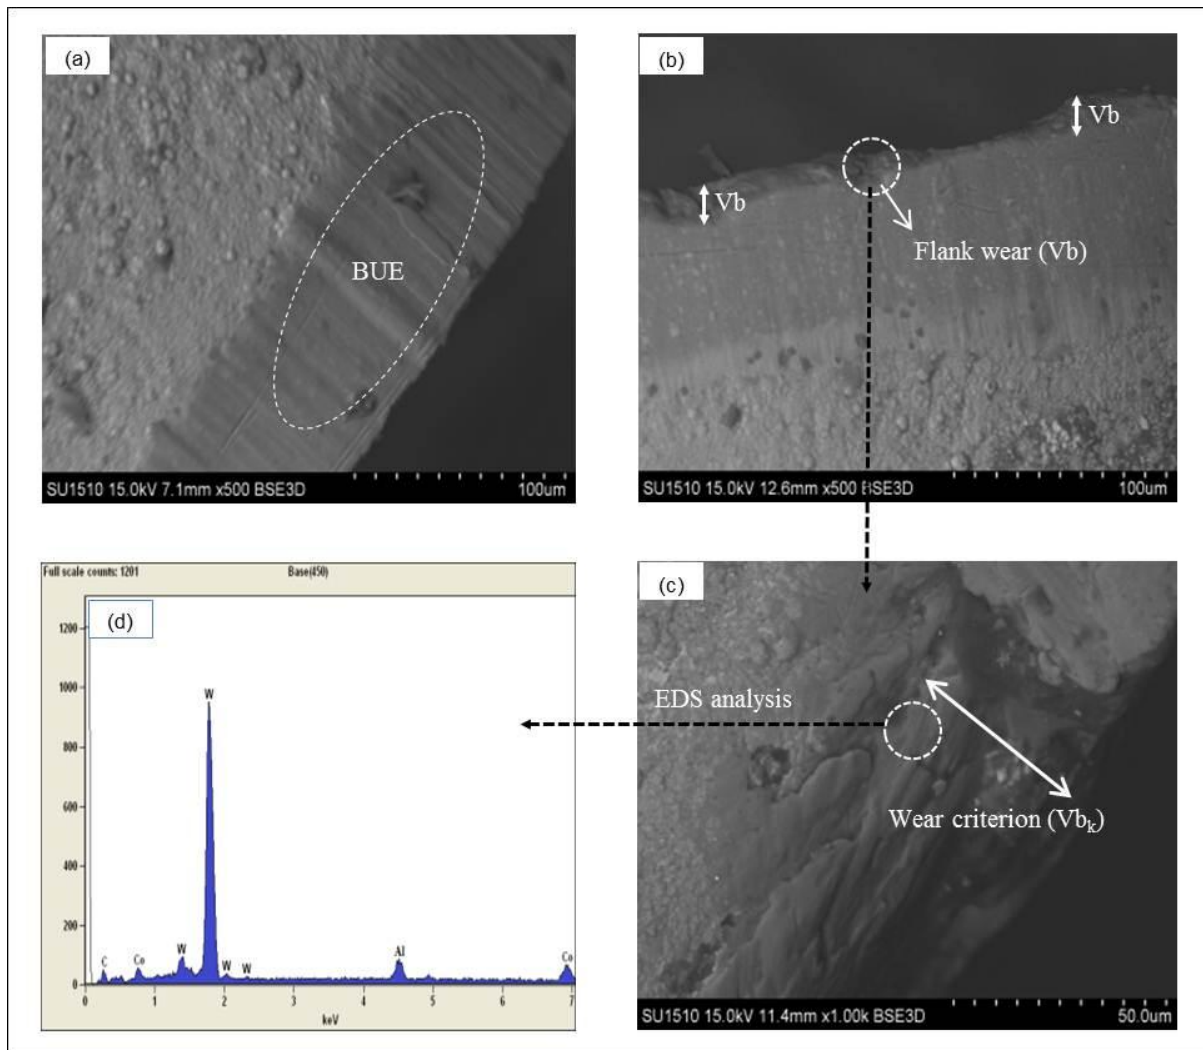 (a)
BUE
SU1510 15.0kV 7.1mm x500 BSE3D 100um
(b)
Vb
Vb
Flank wear (Vb)
SU1510 15.0kV 12.6mm x500 BSE3D 100um
Full scale counts: 1201 Base(450)
(d)
1200
1000
800
600
400
200
0
W
C
Co
W
W
W
Al
Co
0 1 2 3 4 5 6 7
keV
(c)
EDS analysis
Wear criterion (Vbk)
SU1510 15.0kV 11.4mm x1.00k BSE3D 50.0um